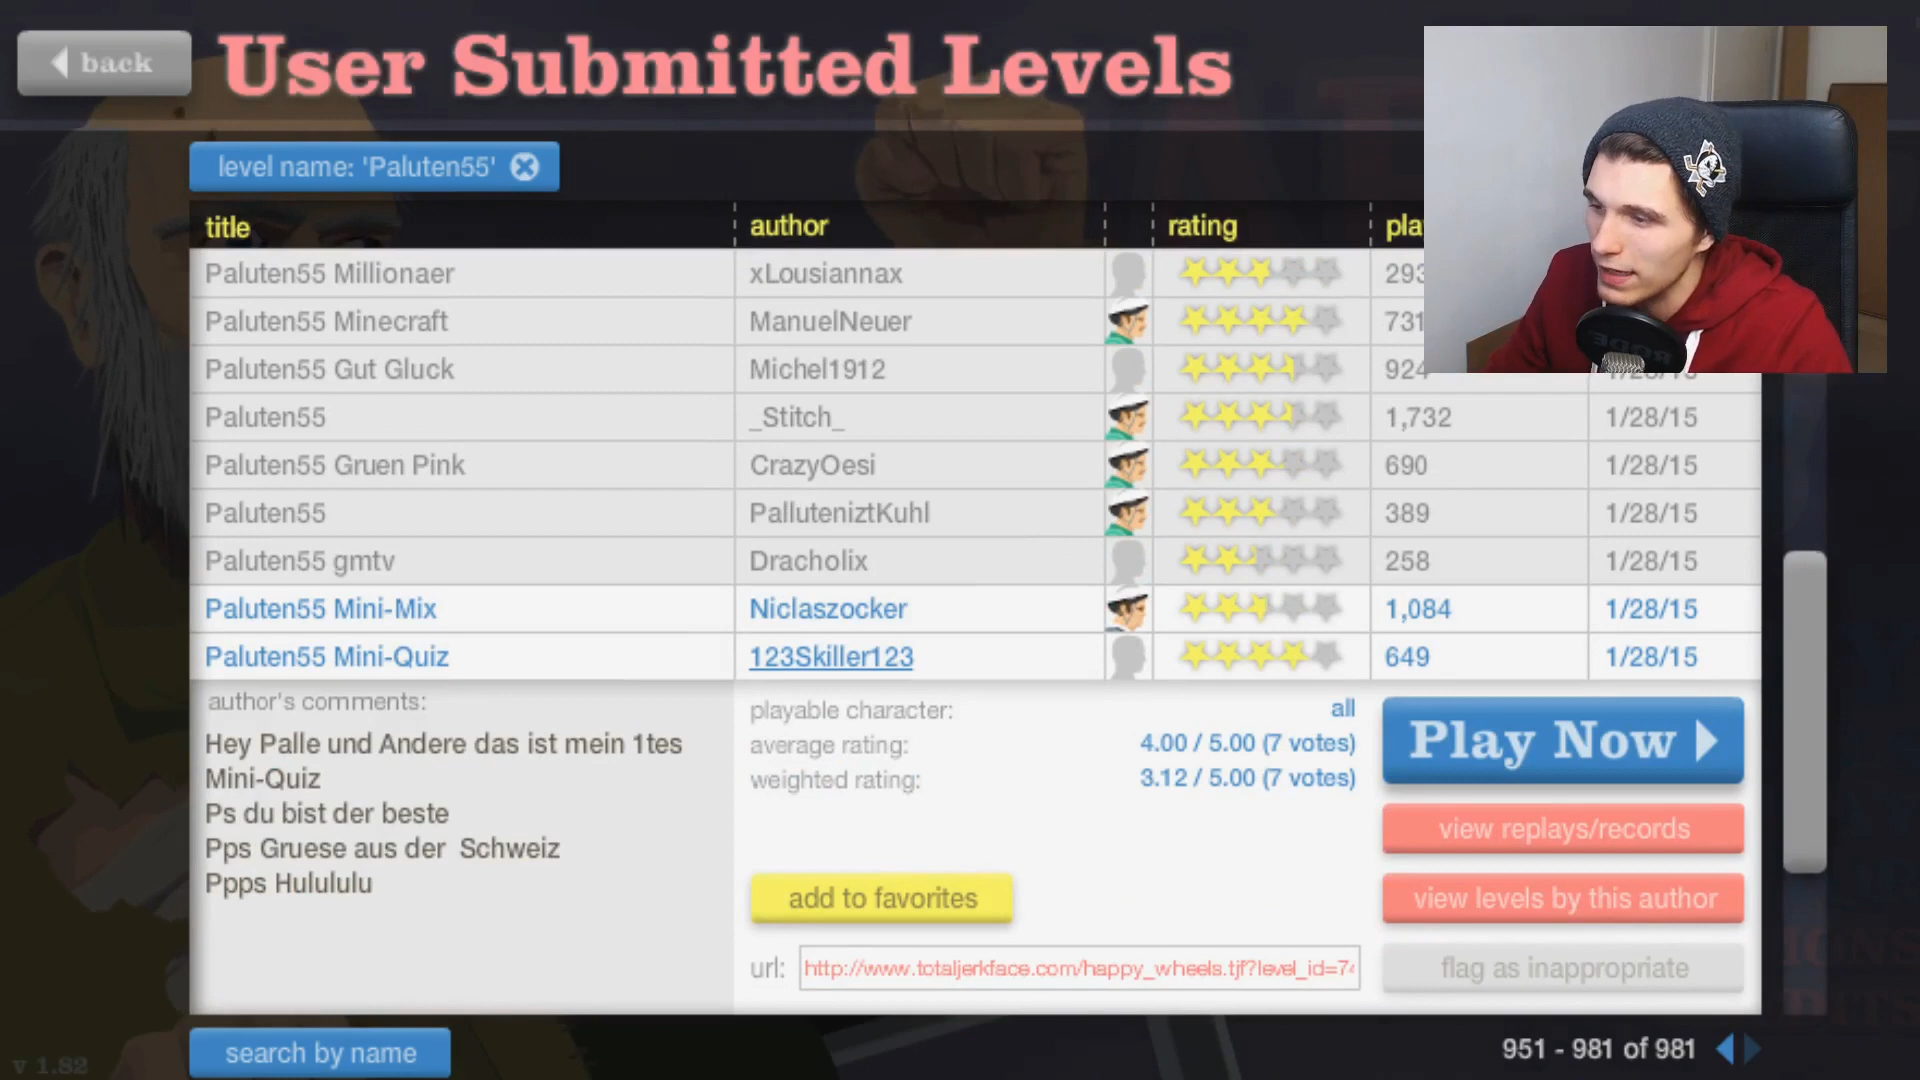 back
User Submitted Levels
level name: 'Paluten55'
title author rating pla
Paluten55 Millionaer xLousiannax 293
Paluten55 Minecraft ManuelNeuer 731
Paluten55 Gut Gluck Michel1912 924
Paluten55 _Stitch_ 1,732 1/28/15
Paluten55 Gruen Pink CrazyOesi 690 1/28/15
Paluten55 PalluteniztKuhl 389 1/28/15
Paluten55 gmtv Dracholix 258 1/28/15
Paluten55 Mini-Mix Niclaszocker 1,084 1/28/15
Paluten55 Mini-Quiz 123Skiller123 649 1/28/15
author's comments:
Hey Palle und Andere das ist mein 1tes
Mini-Quiz
Ps du bist der beste
Pps Gruese aus der Schweiz
Ppps Hulululu
playable character: all
average rating: 4.00 / 5.00 (7 votes)
weighted rating: 3.12 / 5.00 (7 votes)
add to favorites
url: http://www.totaljerkface.com/happy_wheels.tjf?level_id=74
Play Now
view replays/records
view levels by this author
flag as inappropriate
search by name
951 - 981 of 981
v 1.82
RODE